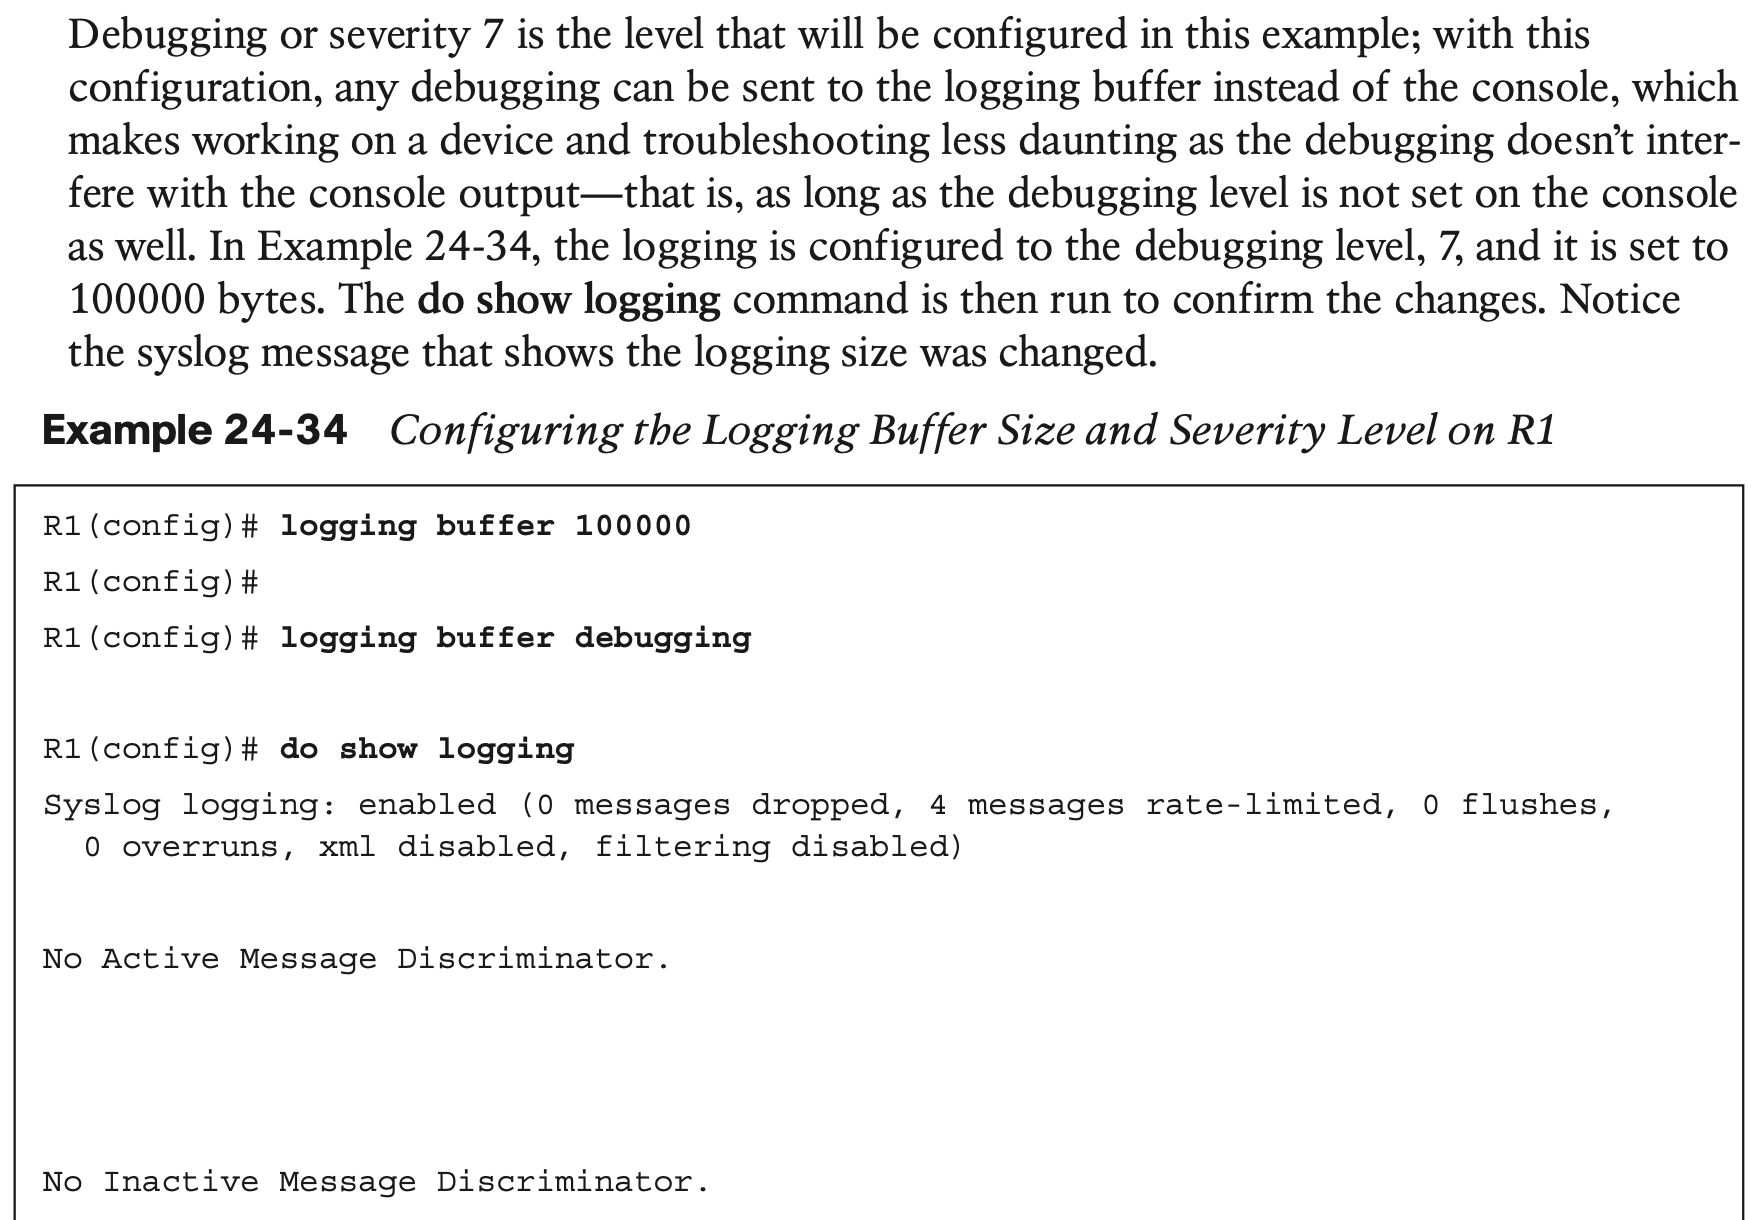 Debugging or severity 7 is the level that will be configured in this example; with this
configuration, any debugging can be sent to the logging buffer instead of the console, which
makes working on a device and troubleshooting less daunting as the debugging doesn’t inter-
fere with the console output—that is, as long as the debugging level is not set on the console
as well. In Example 24-34, the logging is configured to the debugging level, 7, and it is set to
100000 bytes. The do show logging command is then run to confirm the changes. Notice
the syslog message that shows the logging size was changed.
Example 24-34 Configuring the Logging Buffer Size and Severity Level on R1
R1(config)# logging buffer 100000
R1(config)#
R1(config)# logging buffer debugging
R1(config)# do show logging
Syslog logging: enabled (0 messages dropped, 4 messages rate-limited, 0 flushes,
0 overruns, xml disabled, filtering disabled)
No Active Message Discriminator.
No Inactive Message Discriminator.